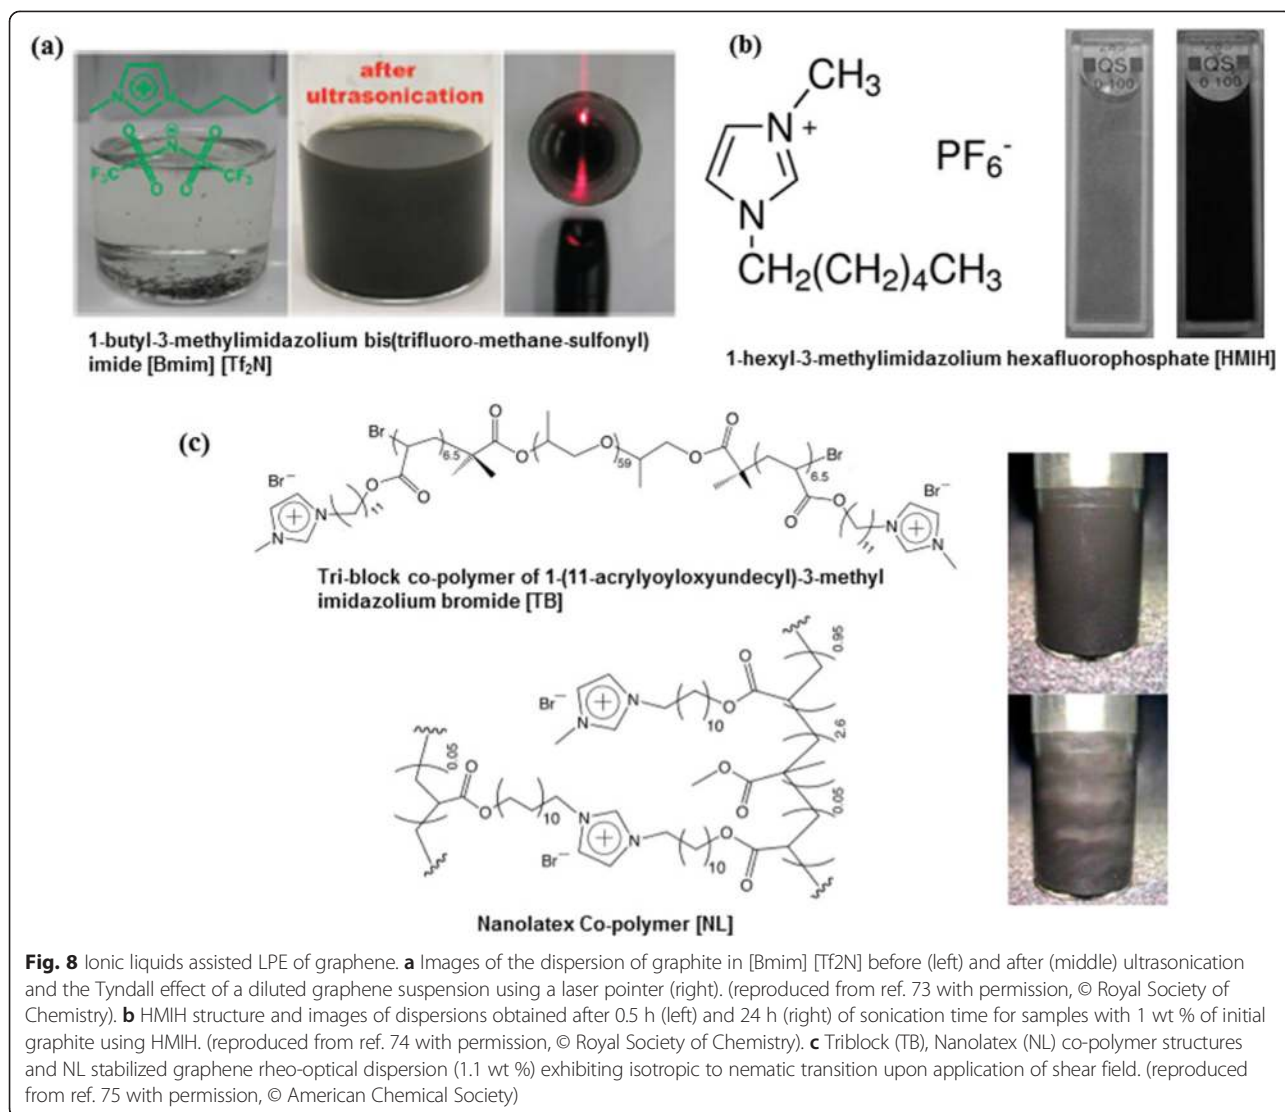 (a)
after
ultrasonication
N
N
⊕
⊖
N
S
S
O
O
O
O
F₃C
CF₃
1-butyl-3-methylimidazolium bis(trifluoro-methane-sulfonyl)
imide [Bmim] [Tf₂N]
(b)
CH₃
N
+
N
CH₂(CH₂)₄CH₃
PF₆⁻
QS
0 100
QS
0 100
1-hexyl-3-methylimidazolium hexafluorophosphate [HMIH]
(c)
Br
6.5
O
O
59
O
O
O
6.5
Br
Br⁻
N
+
N
11
O
O
O
O
11
N
+
N
Br⁻
Tri-block co-polymer of 1-(11-acrylyoyloxyundecyl)-3-methyl
imidazolium bromide [TB]
0.95
Br⁻
N
+
N
10
O
O
2.6
0.05
O
O
O
O
0.05
10
N
+
N
Br⁻
10
O
O
Nanolatex Co-polymer [NL]
Fig. 8 Ionic liquids assisted LPE of graphene. a Images of the dispersion of graphite in [Bmim] [Tf2N] before (left) and after (middle) ultrasonication
and the Tyndall effect of a diluted graphene suspension using a laser pointer (right). (reproduced from ref. 73 with permission, © Royal Society of
Chemistry). b HMIH structure and images of dispersions obtained after 0.5 h (left) and 24 h (right) of sonication time for samples with 1 wt % of initial
graphite using HMIH. (reproduced from ref. 74 with permission, © Royal Society of Chemistry). c Triblock (TB), Nanolatex (NL) co-polymer structures
and NL stabilized graphene rheo-optical dispersion (1.1 wt %) exhibiting isotropic to nematic transition upon application of shear field. (reproduced
from ref. 75 with permission, © American Chemical Society)